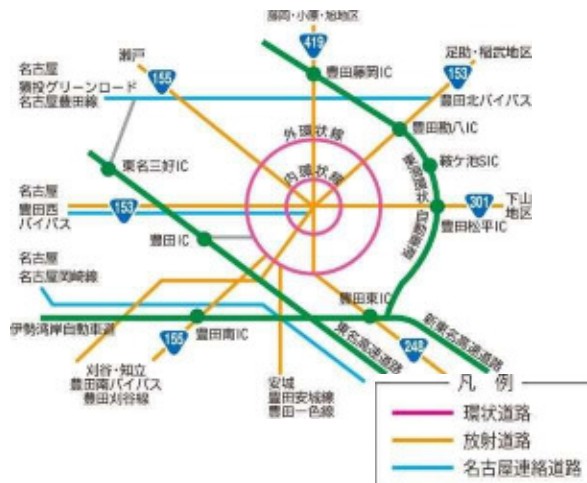 藤岡・小原・旭地区
瀬戸
155
419
足助・稲武地区
153
名古屋
猿投グリーンロード
名古屋豊田線
豊田藤岡IC
豊田北バイパス
豊田勘八IC
外環状線
東名三好IC
内環状線
鞍ケ池SIC
名古屋
豊田西
バイパス
153
301
下山
地区
豊田松平IC
豊田IC
名古屋
名古屋岡崎線
伊勢湾岸自動車道
豊田東IC
155
豊田南IC
東名高速道路
新東名高速道路
248
刈谷・知立
豊田南バイパス
豊田刈谷線
安城
豊田安城線
豊田一色線
凡 例
環状道路
放射道路
名古屋連絡道路